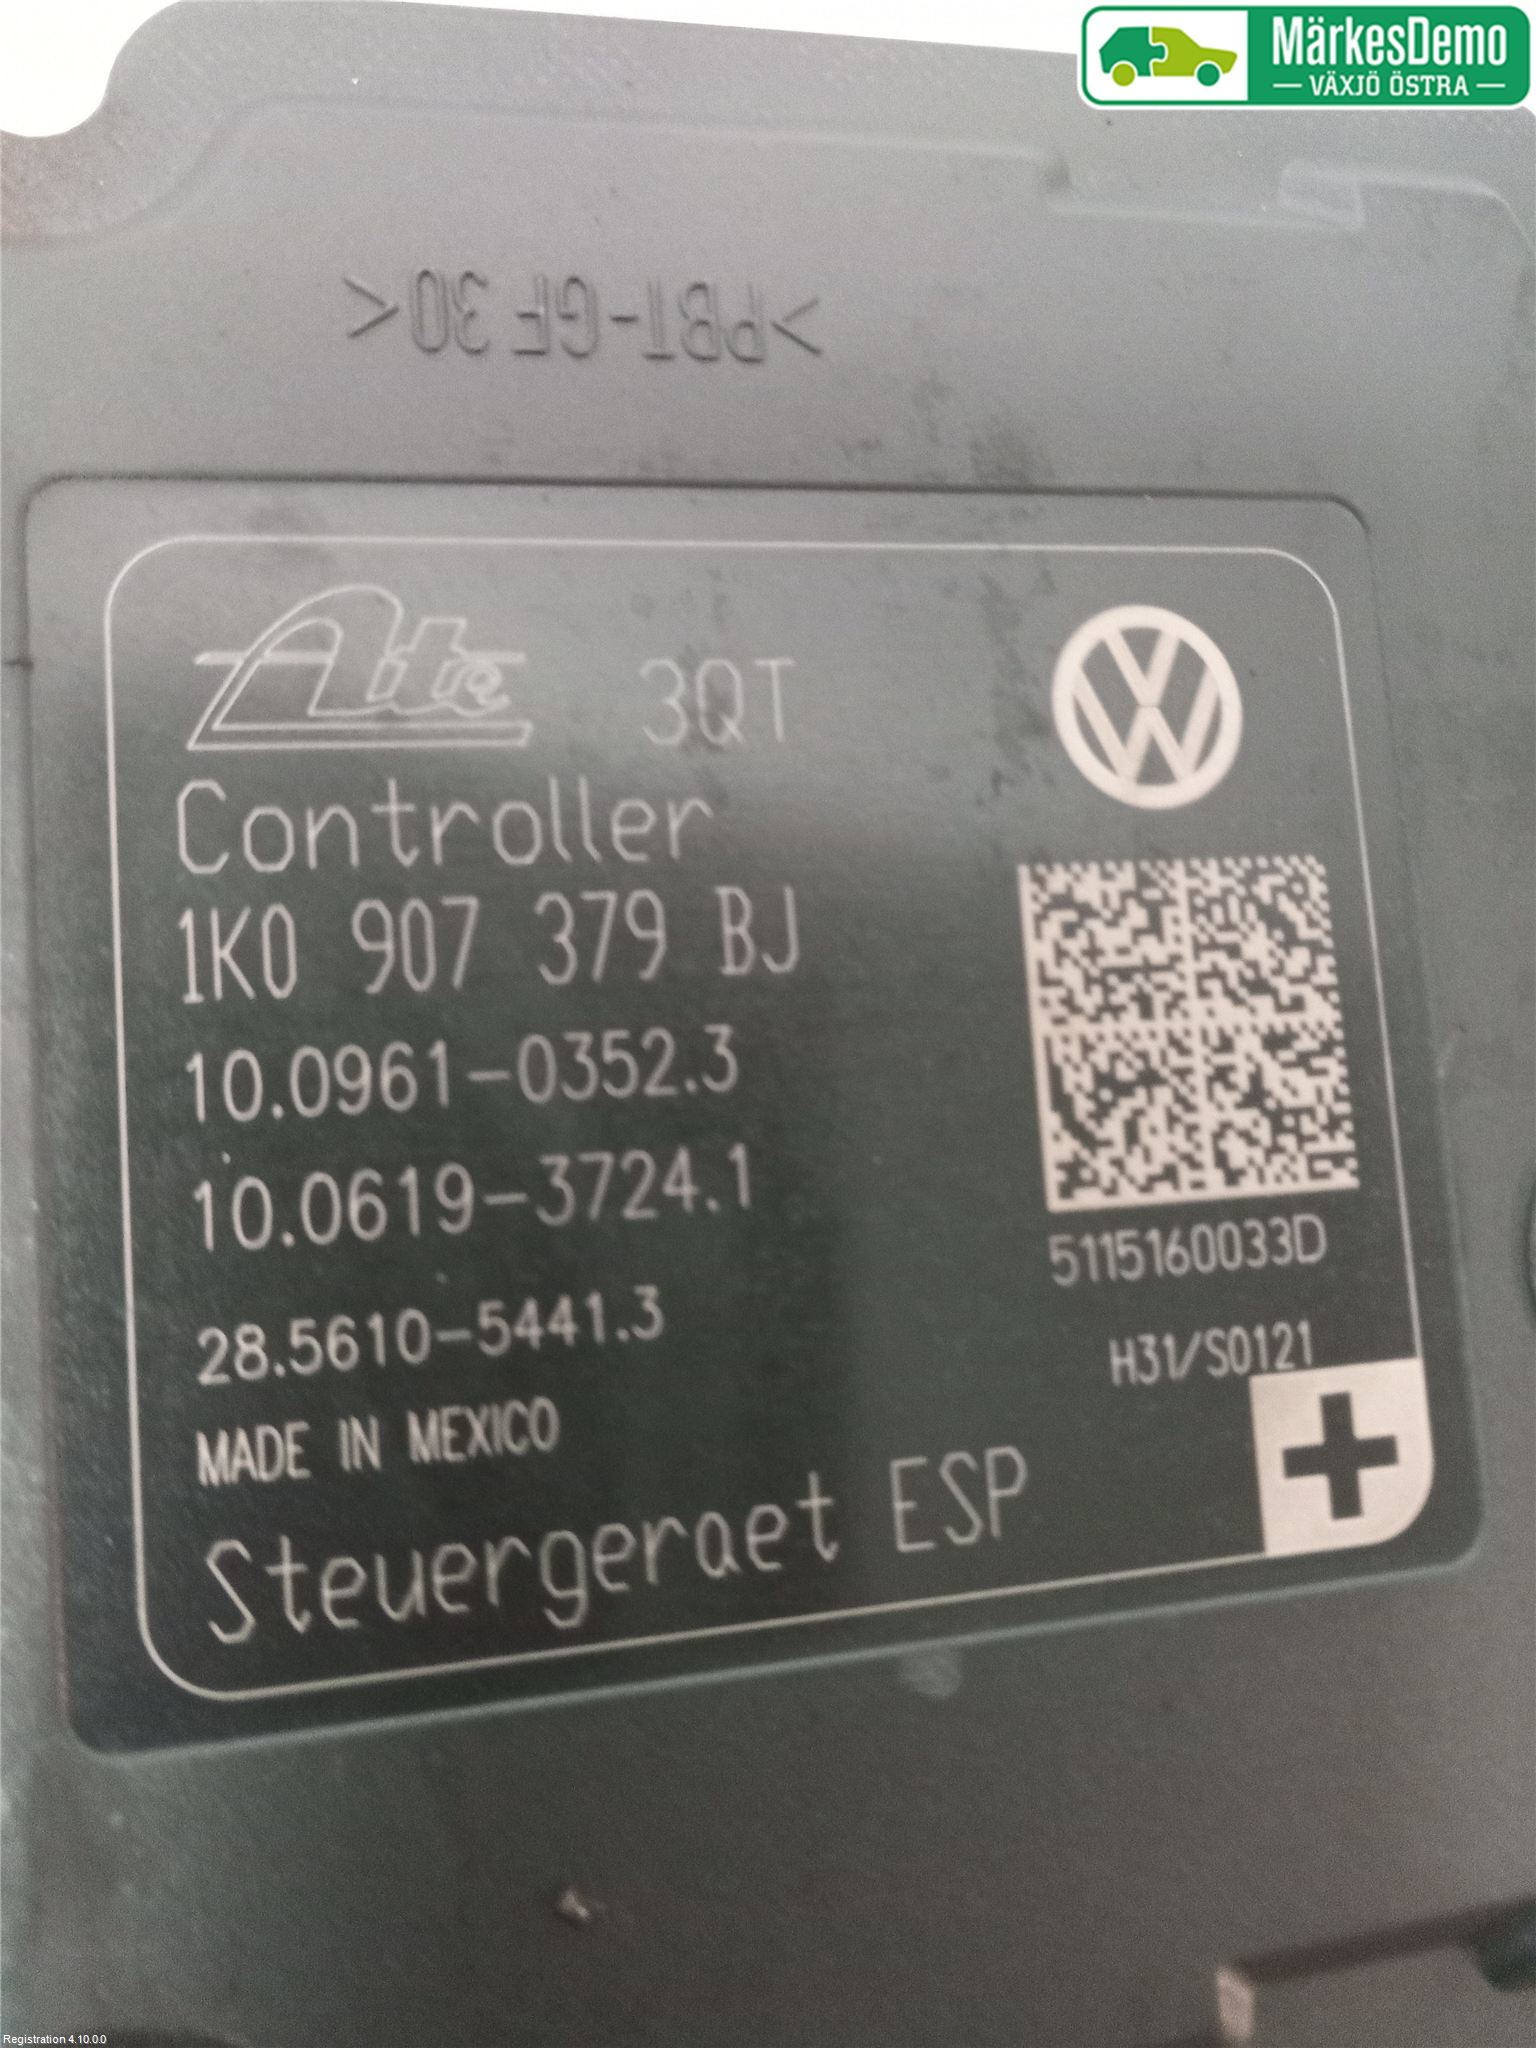 MärkesDemo
VÄXJÖ ÖSTRA
>PBT-GF 30<
Ate 3QT
Controller
1K0 907 379 BJ
10.0961-0352.3
10.0619-3724.1
5115160033D
28.5610-5441.3
H31/S0121
MADE IN MEXICO
Steuergeraet ESP
Registration 4.10.0.0